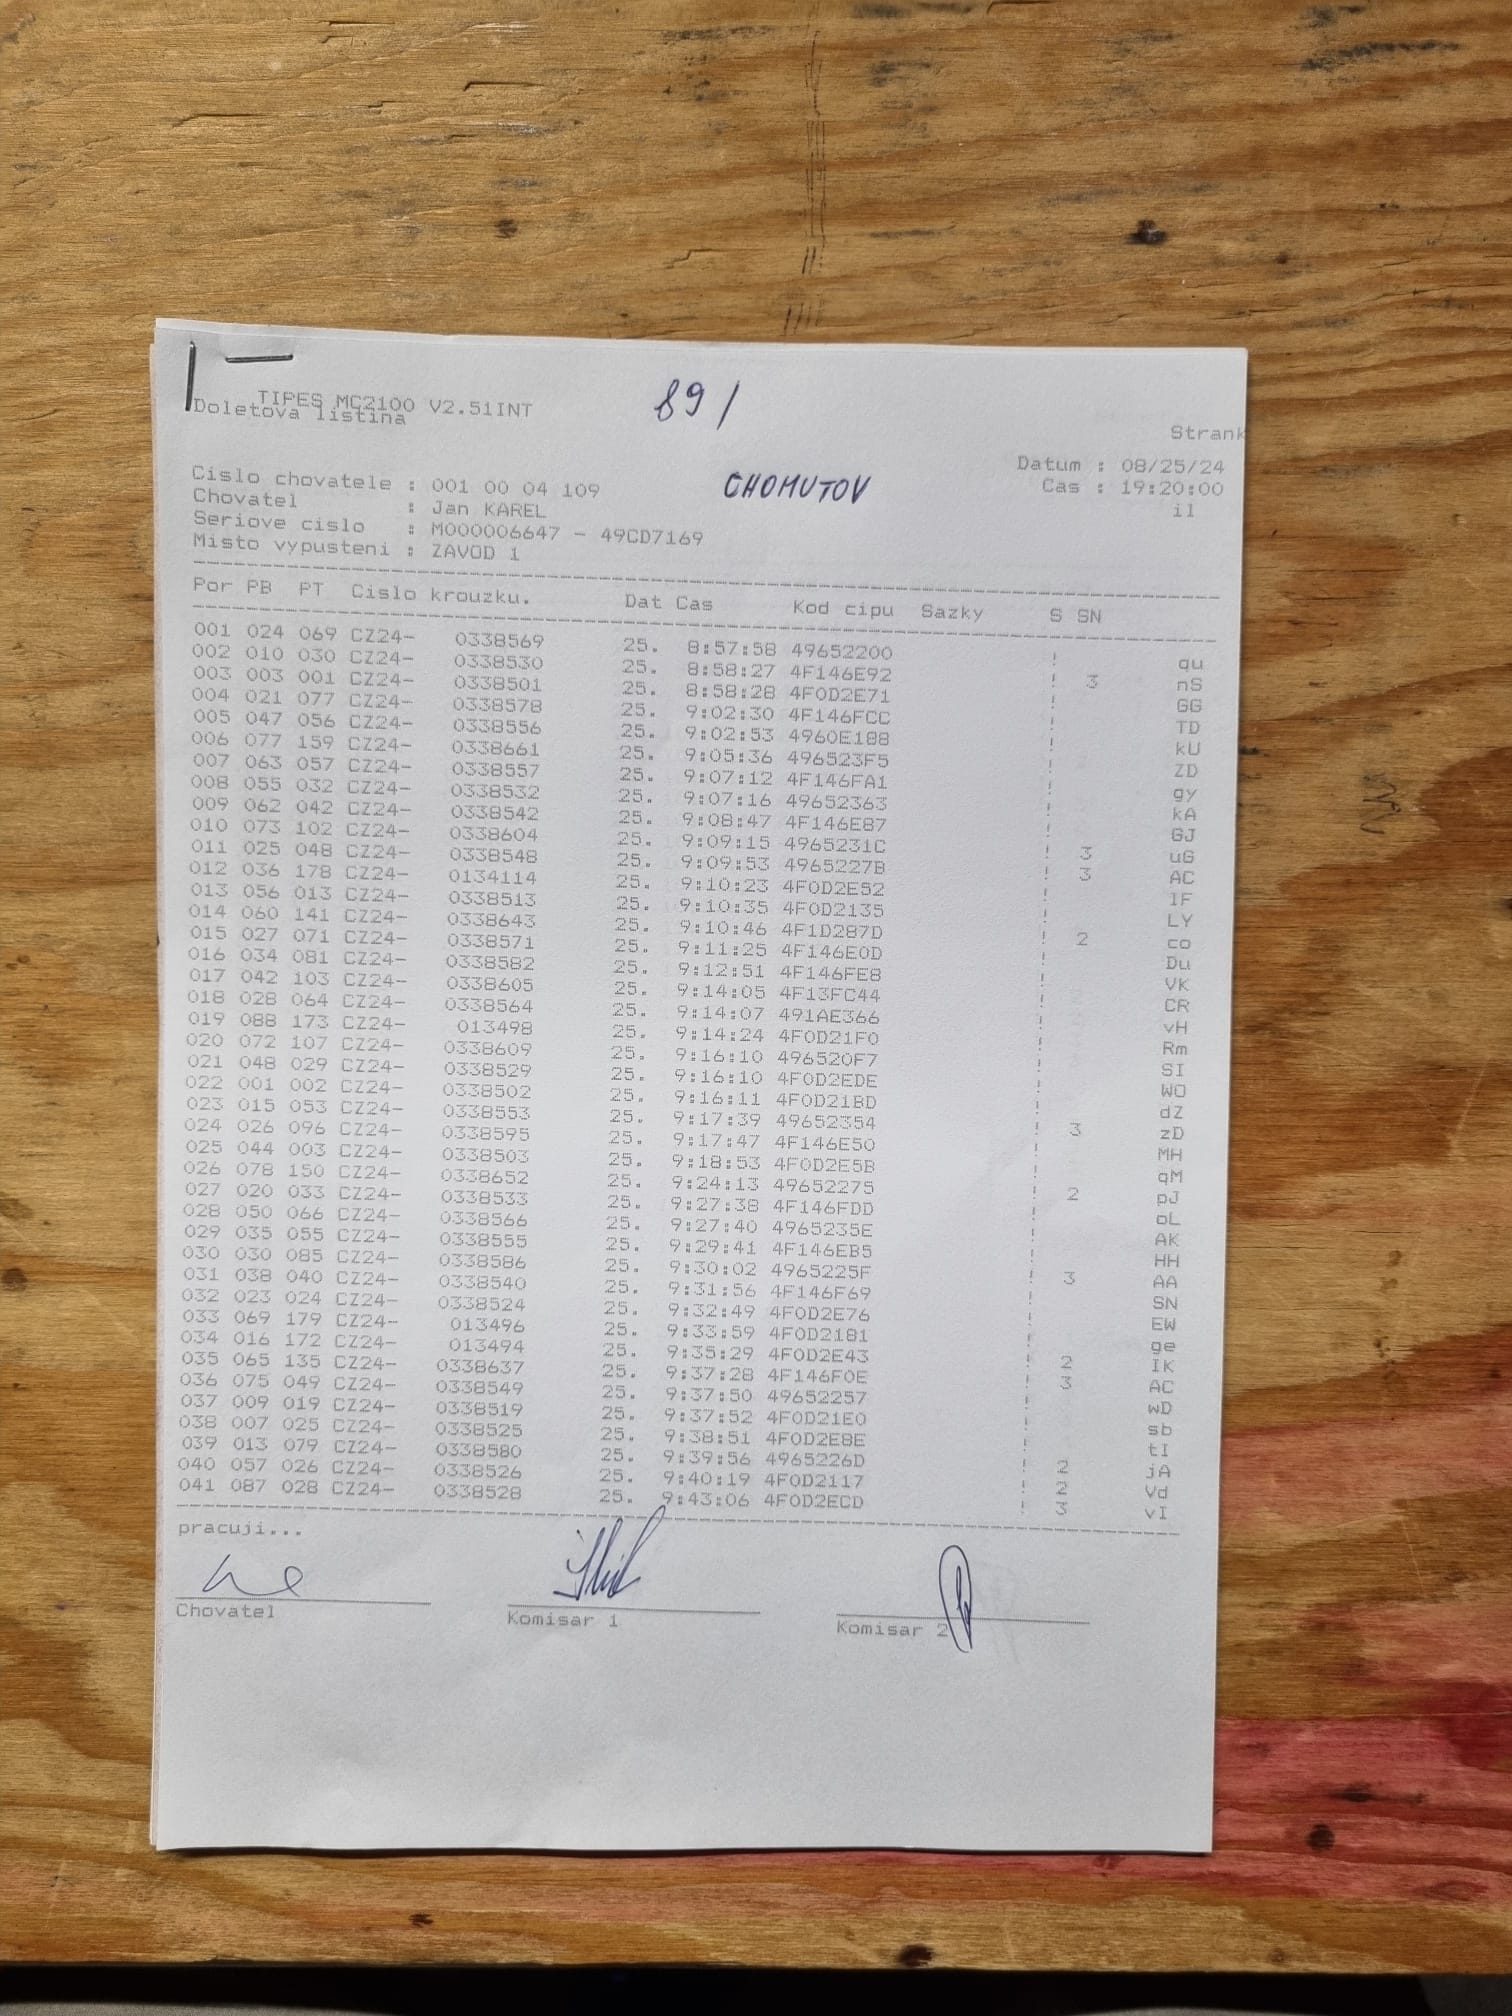 89/
TIPES MC2100 V2.51INT
Doletova listina
Strank
Cislo chovatele : 001 00 04 109
CHOMUTOV
Datum : 08/25/24
Chovatel : Jan KAREL
Cas : 19:20:00
Seriove cislo : M000006647 - 49CD7169
il
Misto vypusteni : ZAVOD 1
Por PB PT Cislo krouzku. Dat Cas Kod cipu Sazky S SN
001 024 069 CZ24- 0338569 25. 8:57:58 49652200 ! qu
002 010 030 CZ24- 0338530 25. 8:58:27 4F146E92 ! 3 nS
003 003 001 CZ24- 0338501 25. 8:58:28 4F0D2E71 ! GG
004 021 077 CZ24- 0338578 25. 9:02:30 4F146FCC ! TD
005 047 056 CZ24- 0338556 25. 9:02:53 4960E188 ! kU
006 077 159 CZ24- 0338661 25. 9:05:36 496523F5 ! ZD
007 063 057 CZ24- 0338557 25. 9:07:12 4F146FA1 ! gy
008 055 032 CZ24- 0338532 25. 9:07:16 49652363 ! kA
009 062 042 CZ24- 0338542 25. 9:08:47 4F146E87 ! GJ
010 073 102 CZ24- 0338604 25. 9:09:15 4965231C ! 3 uG
011 025 048 CZ24- 0338548 25. 9:09:53 4965227B ! 3 AC
012 036 178 CZ24- 0134114 25. 9:10:23 4F0D2E52 ! IF
013 056 013 CZ24- 0338513 25. 9:10:35 4F0D2135 ! LY
014 060 141 CZ24- 0338643 25. 9:10:46 4F1D287D ! 2 co
015 027 071 CZ24- 0338571 25. 9:11:25 4F146E0D ! Du
016 034 081 CZ24- 0338582 25. 9:12:51 4F146FE8 ! VK
017 042 103 CZ24- 0338605 25. 9:14:05 4F13FC44 ! CR
018 028 064 CZ24- 0338564 25. 9:14:07 491AE366 ! vH
019 088 173 CZ24- 013498 25. 9:14:24 4F0D21F0 ! Rm
020 072 107 CZ24- 0338609 25. 9:16:10 496520F7 ! SI
021 048 029 CZ24- 0338529 25. 9:16:10 4F0D2EDE ! WO
022 001 002 CZ24- 0338502 25. 9:16:11 4F0D21BD ! dZ
023 015 053 CZ24- 0338553 25. 9:17:39 49652354 ! 3 zD
024 026 096 CZ24- 0338595 25. 9:17:47 4F146E50 ! MH
025 044 003 CZ24- 0338503 25. 9:18:53 4F0D2E5B ! qM
026 078 150 CZ24- 0338652 25. 9:24:13 49652275 ! 2 pJ
027 020 033 CZ24- 0338533 25. 9:27:38 4F146FDD ! oL
028 050 066 CZ24- 0338566 25. 9:27:40 4965235E ! AK
029 035 055 CZ24- 0338555 25. 9:29:41 4F146EB5 ! HH
030 030 085 CZ24- 0338586 25. 9:30:02 4965225F ! 3 AA
031 038 040 CZ24- 0338540 25. 9:31:56 4F146F69 ! SN
032 023 024 CZ24- 0338524 25. 9:32:49 4F0D2E76 ! EW
033 069 179 CZ24- 013496 25. 9:33:59 4F0D2181 ! ge
034 016 172 CZ24- 013494 25. 9:35:29 4F0D2E43 ! 2 IK
035 065 135 CZ24- 0338637 25. 9:37:28 4F146F0E ! 3 AC
036 075 049 CZ24- 0338549 25. 9:37:50 49652257 ! wD
037 009 019 CZ24- 0338519 25. 9:37:52 4F0D21E0 ! sb
038 007 025 CZ24- 0338525 25. 9:38:51 4F0D2E8E ! tI
039 013 079 CZ24- 0338580 25. 9:39:56 4965226D ! 2 jA
040 057 026 CZ24- 0338526 25. 9:40:19 4F0D2117 ! 2 Vd
041 087 028 CZ24- 0338528 25. 9:43:06 4F0D2ECD ! 3 vI
pracuji...
Chovatel
Komisar 1
Komisar 2